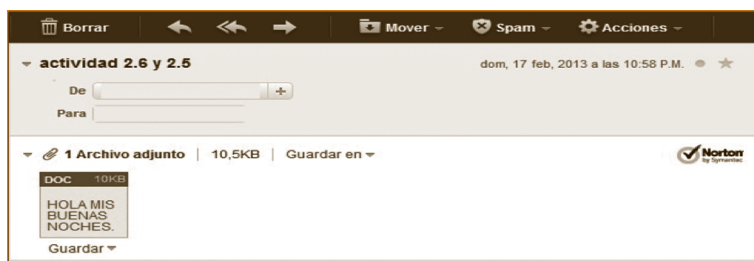 Borrar Mover Spam Acciones
actividad 2.6 y 2.5 dom, 17 feb, 2013 a las 10:58 P.M.
De
Para
1 Archivo adjunto | 10,5KB | Guardar en Norton
by Symantec
DOC 10KB
HOLA MIS
BUENAS
NOCHES.
Guardar